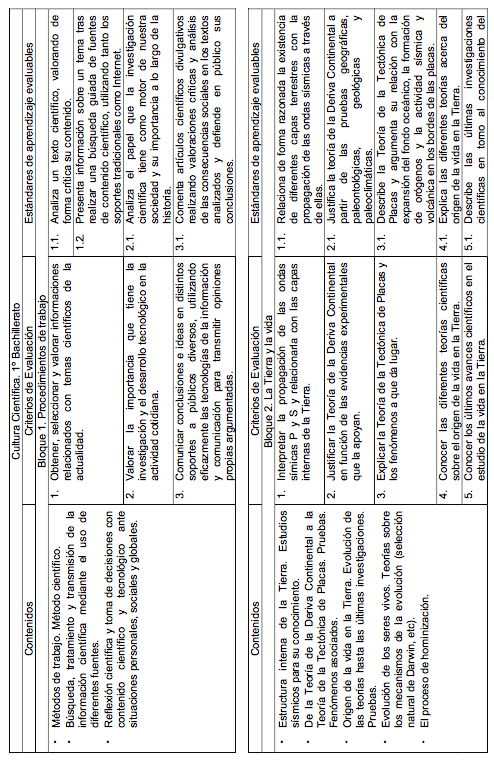 Cultura Científica. 1º Bachillerato
Contenidos
Criterios de Evaluación
Estándares de aprendizaje evaluables
Bloque 1. Procedimientos de trabajo
• Métodos de trabajo. Método científico.
• Búsqueda, tratamiento y transmisión de la
información científica mediante el uso de
diferentes fuentes.
• Reflexión científica y toma de decisiones con
contenido científico y tecnológico ante
situaciones personales, sociales y globales.
1. Obtener, seleccionar y valorar informaciones
relacionados con temas científicos de la
actualidad.
2. Valorar la importancia que tiene la
investigación y el desarrollo tecnológico en la
actividad cotidiana.
3. Comunicar conclusiones e ideas en distintos
soportes a públicos diversos, utilizando
eficazmente las tecnologías de la información
y comunicación para transmitir opiniones
propias argumentadas.
1.1. Analiza un texto científico, valorando de
forma crítica su contenido.
1.2. Presenta información sobre un tema tras
realizar una búsqueda guiada de fuentes
de contenido científico, utilizando tanto los
soportes tradicionales como Internet.
2.1. Analiza el papel que la investigación
científica tiene como motor de nuestra
sociedad y su importancia a lo largo de la
historia.
3.1. Comenta artículos científicos divulgativos
realizando valoraciones críticas y análisis
de las consecuencias sociales en los textos
analizados y defiende en público sus
conclusiones.
Contenidos
Criterios de Evaluación
Estándares de aprendizaje evaluables
Bloque 2. La Tierra y la vida
• Estructura interna de la Tierra. Estudios
sísmicos para su conocimiento.
• De la Teoría de la Deriva Continental a la
Teoría de la Tectónica de Placas. Pruebas.
Fenómenos asociados.
• Origen de la vida en la Tierra. Evolución de
las teorías hasta las últimas investigaciones.
Pruebas.
• Evolución de los seres vivos. Teorías sobre
los mecanismos de la evolución (selección
natural de Darwin, etc).
• El proceso de hominización.
1. Interpretar la propagación de las ondas
sísmicas P y S y relacionarla con las capas
internas de la Tierra.
2. Justificar la Teoría de la Deriva Continental
en función de las evidencias experimentales
que la apoyan.
3. Explicar la Teoría de la Tectónica de Placas y
los fenómenos a que da lugar.
4. Conocer las diferentes teorías científicas
sobre el origen de la vida en la Tierra.
5. Conocer los últimos avances científicos en el
estudio de la vida en la Tierra.
1.1. Relaciona de forma razonada la existencia
de diferentes capas terrestres con la
propagación de las ondas sísmicas a través
de ellas.
2.1. Justifica la teoría de la Deriva Continental a
partir de las pruebas geográficas,
paleontológicas, geológicas y
paleoclimáticas.
3.1. Describe la Teoría de la Tectónica de
Placas y argumenta su relación con la
expansión del fondo oceánico, la formación
de orógenos y la actividad sísmica y
volcánica en los bordes de las placas.
4.1. Explica las diferentes teorías acerca del
origen de la vida en la Tierra.
5.1. Describe las últimas investigaciones
científicas en torno al conocimiento del